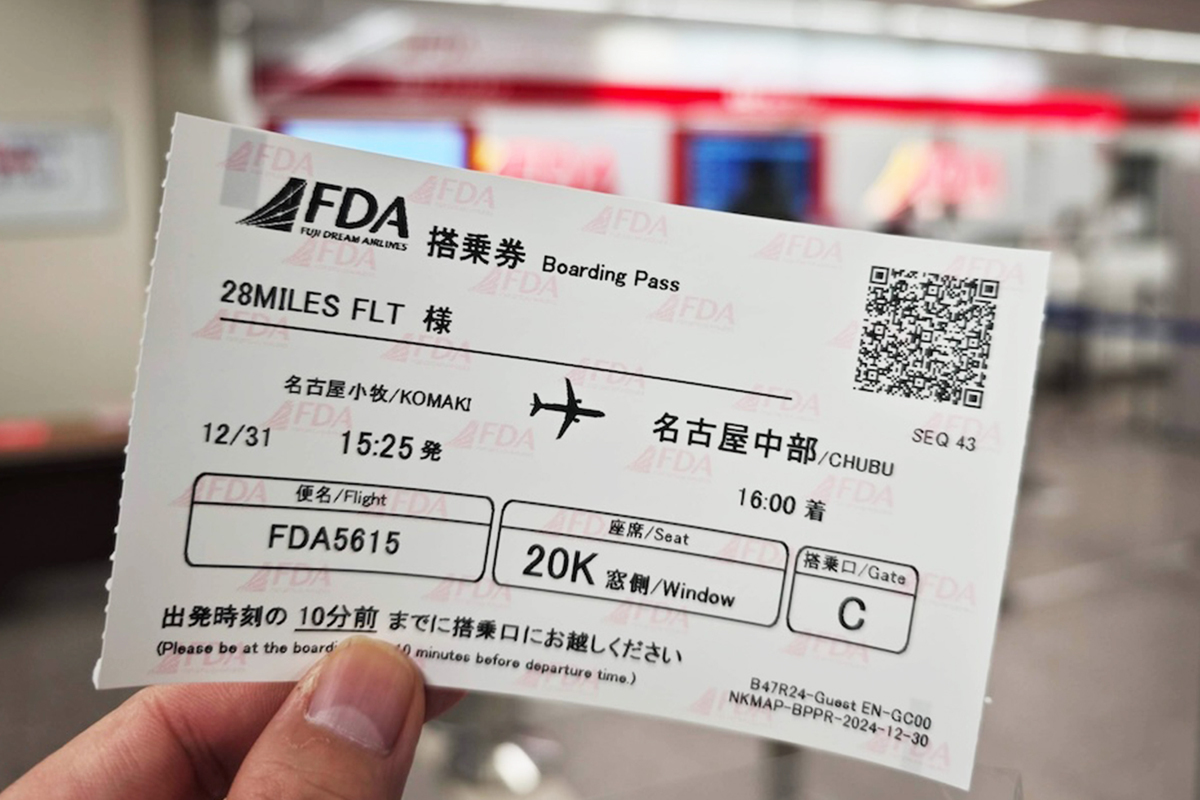 FDA
FUJI DREAM AIRLINES
搭乗券 Boarding Pass
28MILES FLT 様
名古屋小牧/KOMAKI
名古屋中部/CHUBU
SEQ 43
12/31 15:25 発
16:00 着
便名/Flight
FDA5615
座席/Seat
20K 窓側/Window
搭乗口/Gate
C
出発時刻の 10分前 までに搭乗口にお越しください
(Please be at the minutes before departure time.)
B47R24-Guest EN-GC00
NKMAP-BPPR-2024-12-30